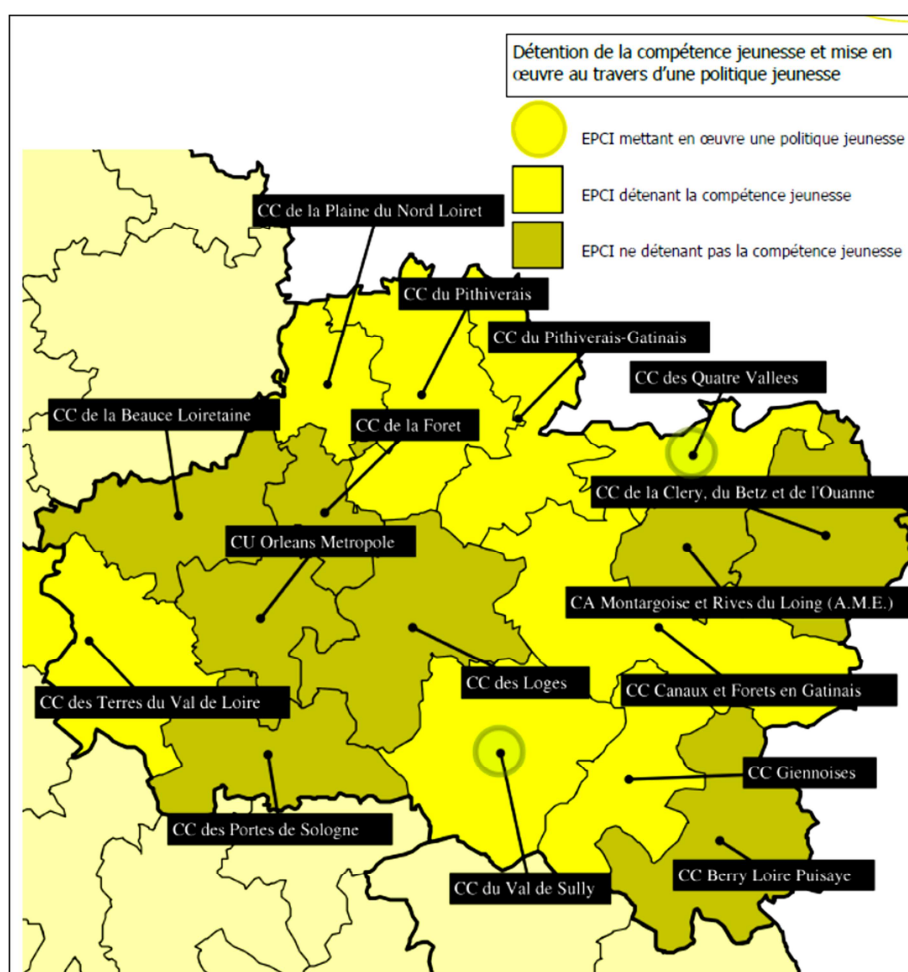 Détention de la compétence jeunesse et mise en
œuvre au travers d'une politique jeunesse
EPCI mettant en œuvre une politique jeunesse
EPCI détenant la compétence jeunesse
EPCI ne détenant pas la compétence jeunesse
CC de la Plaine du Nord Loiret
CC du Pithiverais
CC du Pithiverais-Gatinais
CC des Quatre Vallees
CC de la Beauce Loiretaine
CC de la Foret
CC de la Clery, du Betz et de l'Ouanne
CU Orleans Metropole
CA Montargoise et Rives du Loing (A.M.E.)
CC des Loges
CC Canaux et Forets en Gatinais
CC des Terres du Val de Loire
CC Giennoises
CC des Portes de Sologne
CC du Val de Sully
CC Berry Loire Puisaye